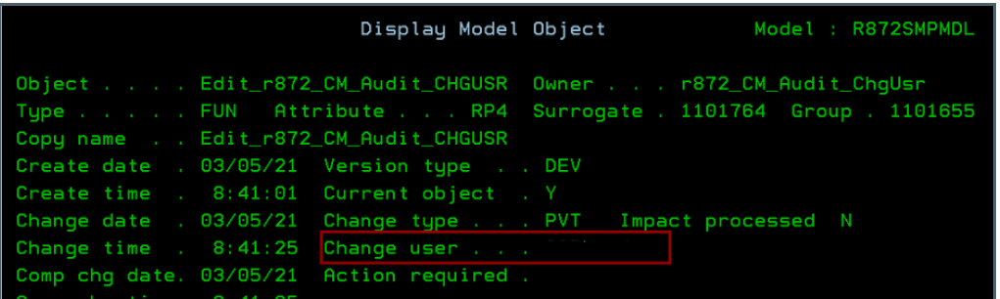 Display Model Object Model : R872SMPMDL
Object . . . . Edit_r872_CM_Audit_CHGUSR Owner . . . r872_CM_Audit_ChgUsr
Type . . . . . FUN Attribute . . . RP4 Surrogate . 1101764 Group . 1101655
Copy name . . Edit_r872_CM_Audit_CHGUSR
Create date . 03/05/21 Version type . . DEV
Create time . 8:41:01 Current object . Y
Change date . 03/05/21 Change type . . . PVT Impact processed N
Change time . 8:41:25 Change user . . .
Comp chg date. 03/05/21 Action required .